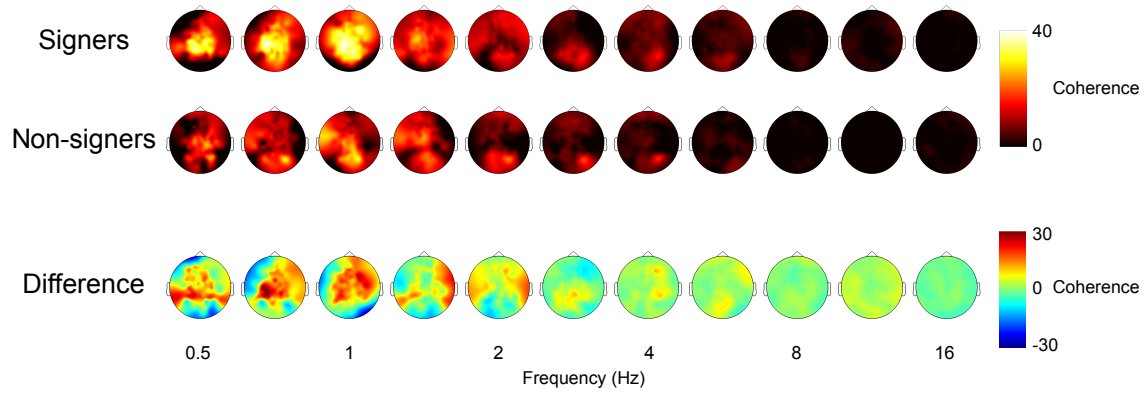 Signers
40
Coherence
0
Non-signers
Difference
30
0 Coherence
-30
0.5 1 2 4 8 16
Frequency (Hz)